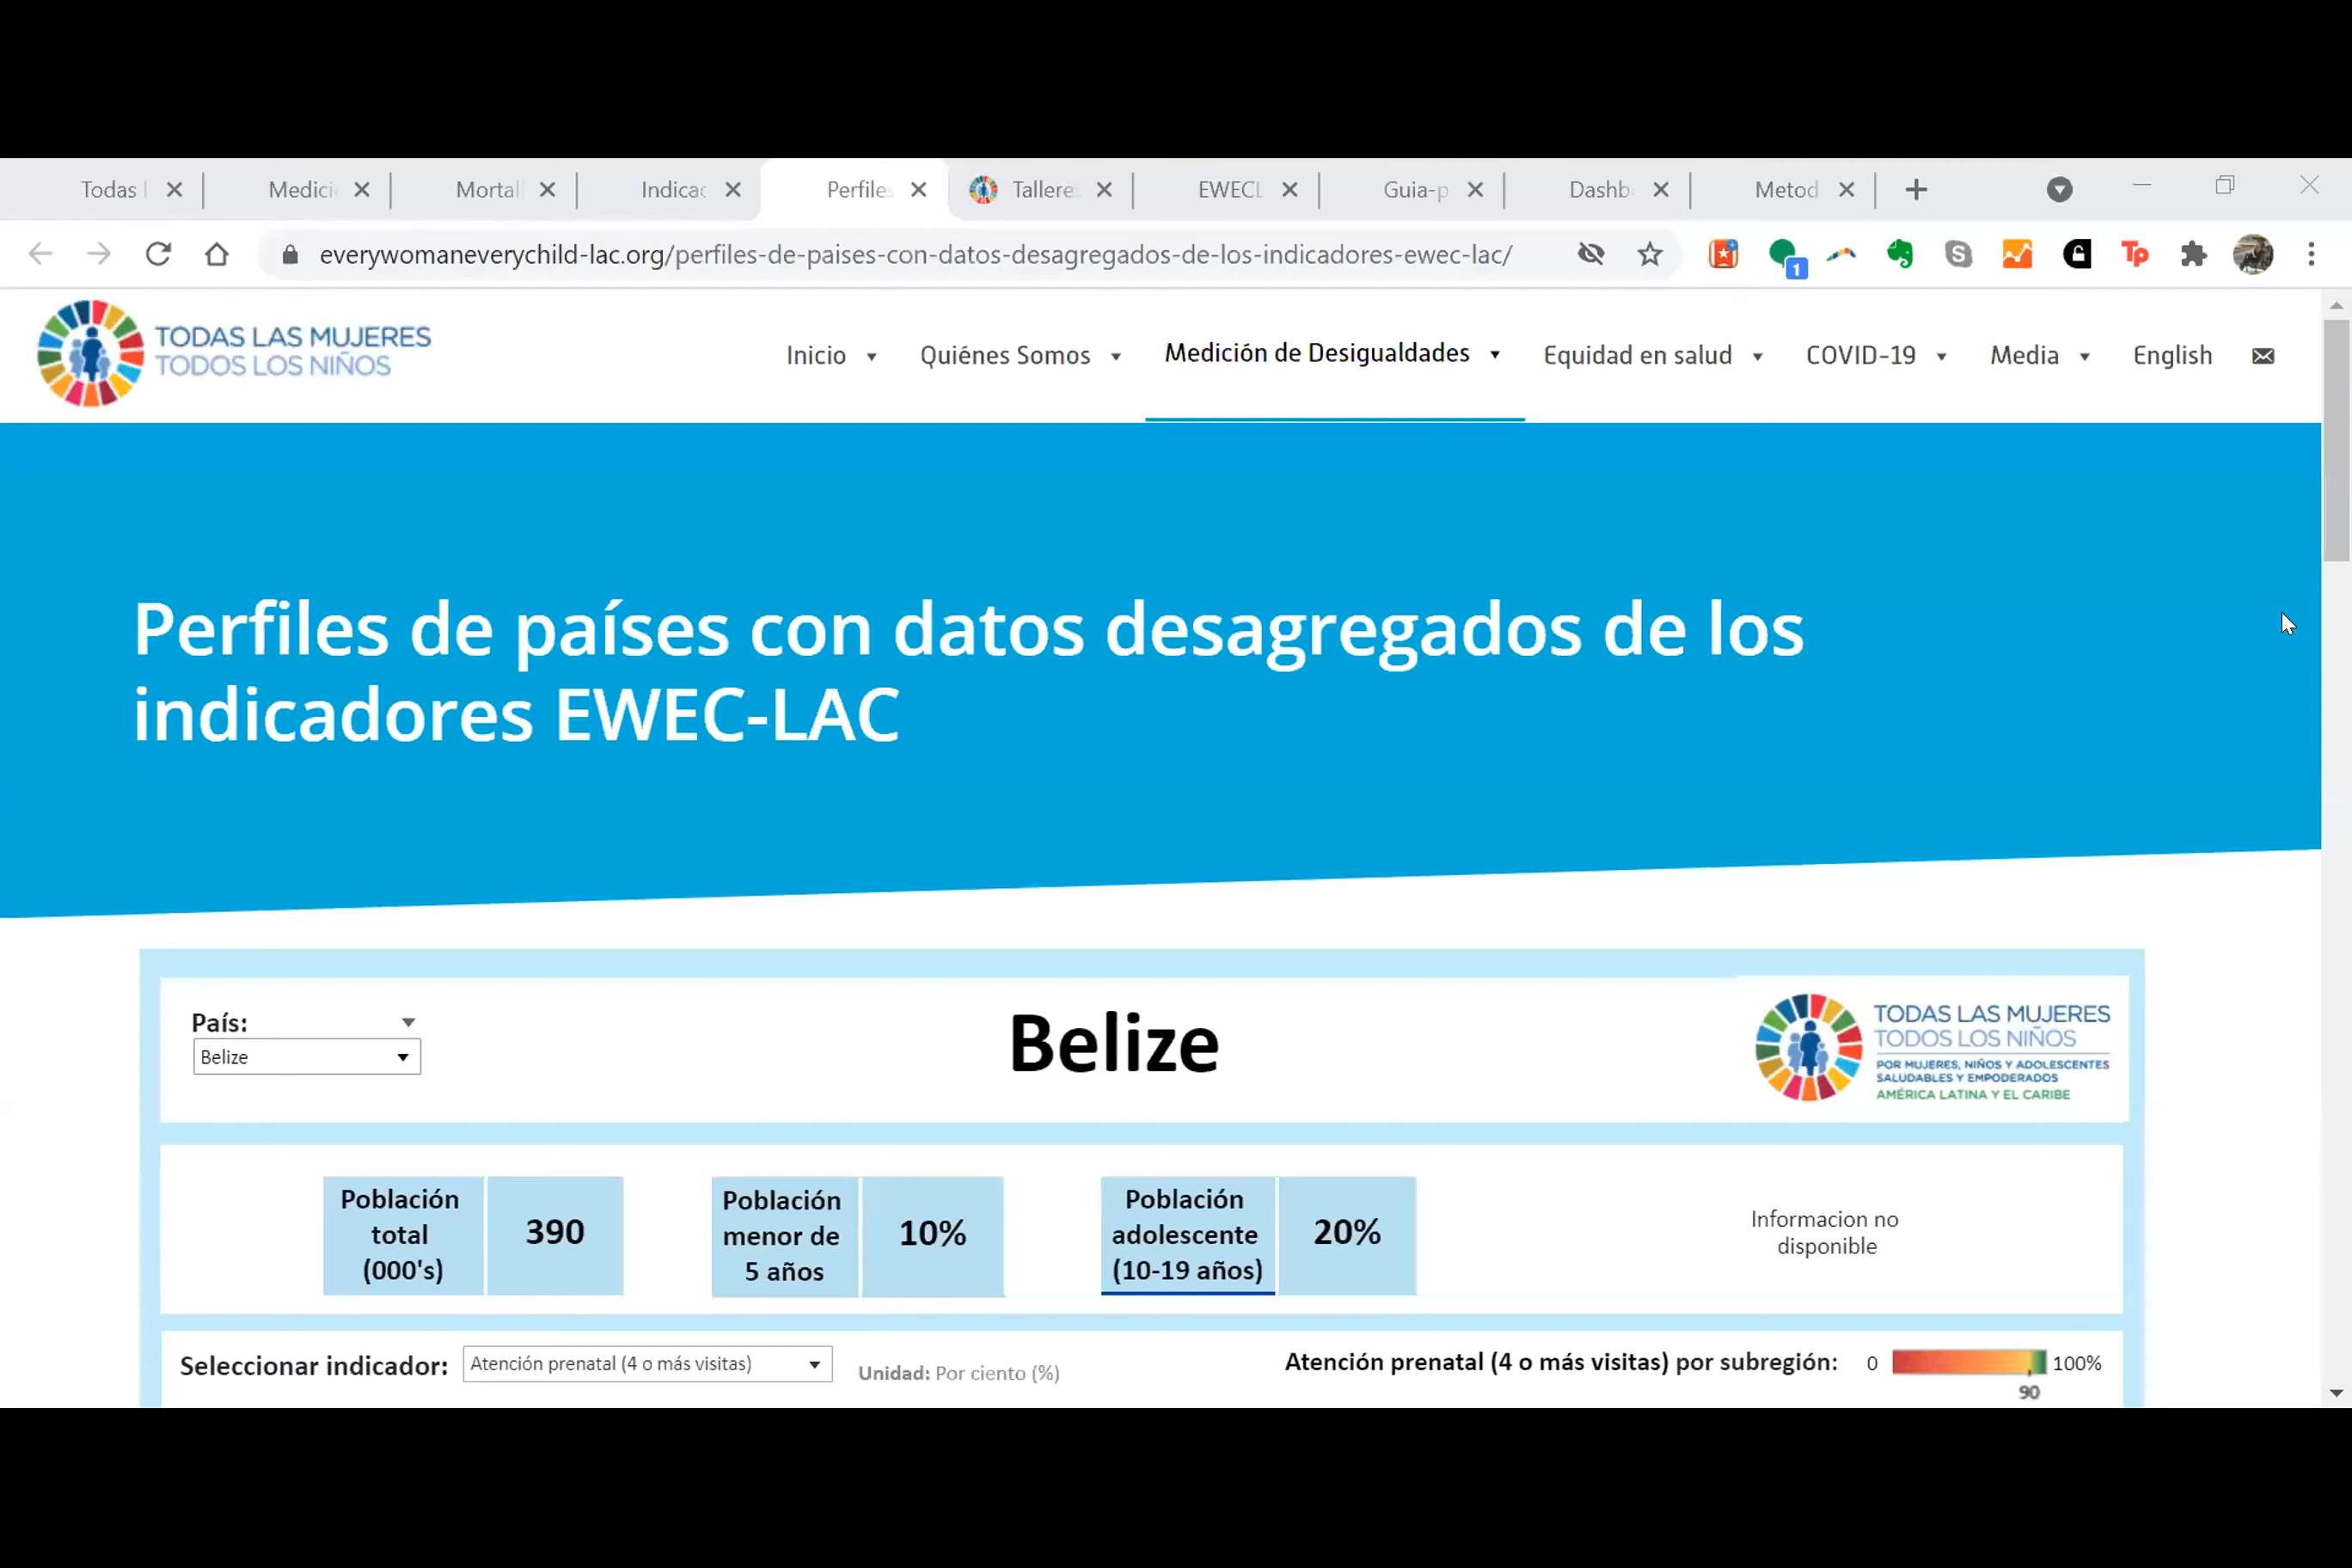 Todas
Medici
Mortal
Indicac
Perfiles
Talleres
EWECL
Guia-p
Dashb
Metod
everywomaneverychild-lac.org/perfiles-de-paises-con-datos-desagregados-de-los-indicadores-ewec-lac/
1
TODAS LAS MUJERES
TODOS LOS NIÑOS
Inicio
Quiénes Somos
Medición de Desigualdades
Equidad en salud
COVID-19
Media
English
Perfiles de países con datos desagregados de los
indicadores EWEC-LAC
País:
Belize
Belize
TODAS LAS MUJERES
TODOS LOS NIÑOS
POR MUJERES, NIÑOS Y ADOLESCENTES
SALUDABLES Y EMPODERADOS
AMÉRICA LATINA Y EL CARIBE
Población
total
(000's)
390
Población
menor de
5 años
10%
Población
adolescente
(10-19 años)
20%
Informacion no
disponible
Seleccionar indicador:
Atención prenatal (4 o más visitas)
Unidad: Por ciento (%)
Atención prenatal (4 o más visitas) por subregión:
0
100%
90